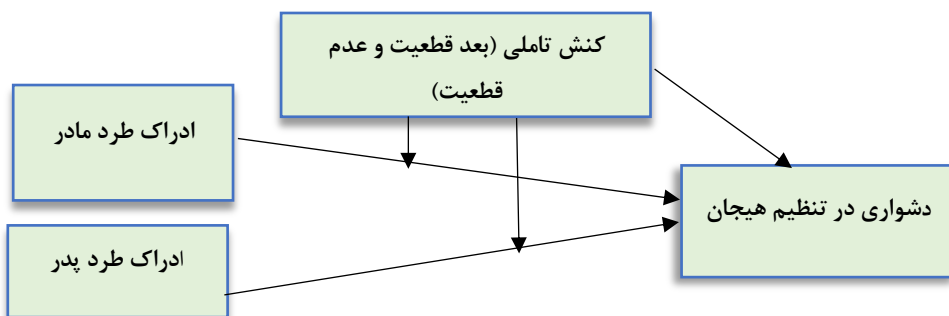 کنش تاملی (بعد قطعیت و عدم
قطعیت)
ادراک طرد مادر
دشواری در تنظیم هیجان
ادراک طرد پدر